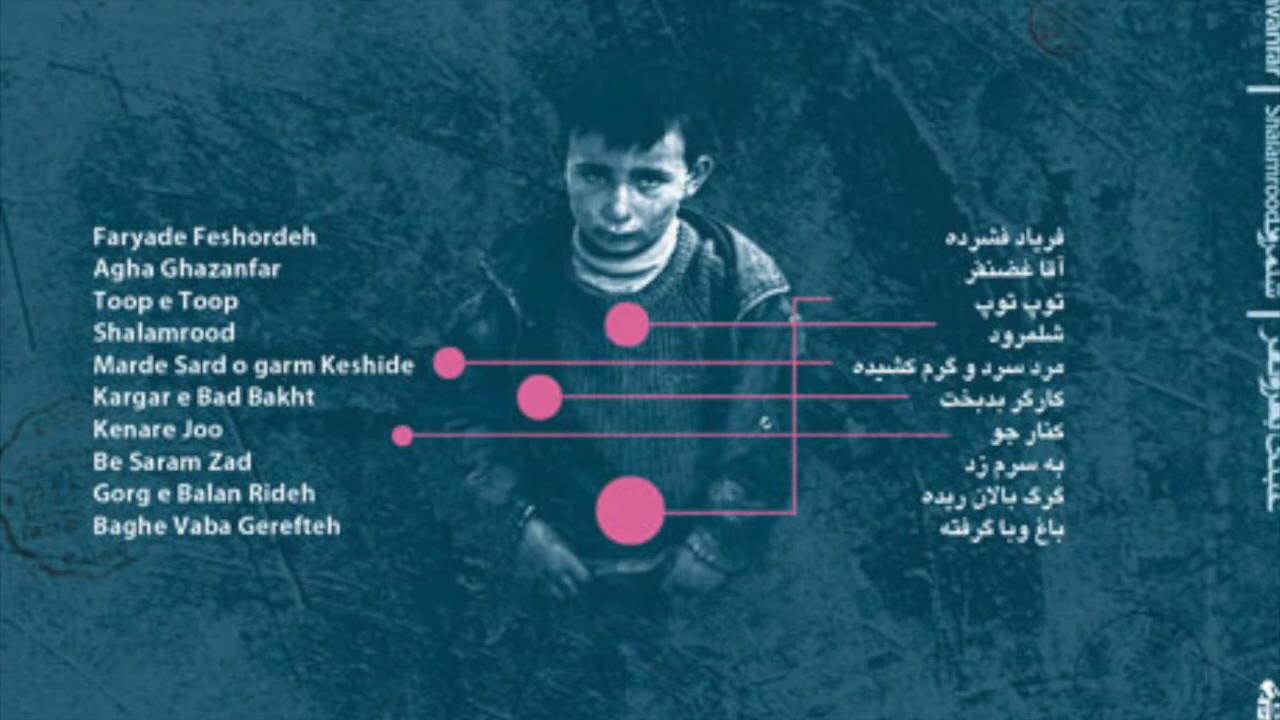 Faryade Feshordeh
Agha Ghazanfar
Toop e Toop
Shalamrood
Marde Sard o garm Keshide
Kargar e Bad Bakht
Kenare Joo
Be Saram Zad
Gorg e Balan Rideh
Baghe Vaba Gerefteh
فریاد فشرده
آقا غضنفر
توپ توپ
شلمرود
مرد سرد و گرم کشیده
کارگر بدبخت
کنار جو
به سرم زد
گرگ بالان ریده
باغ وبا گرفته
Shalamrood